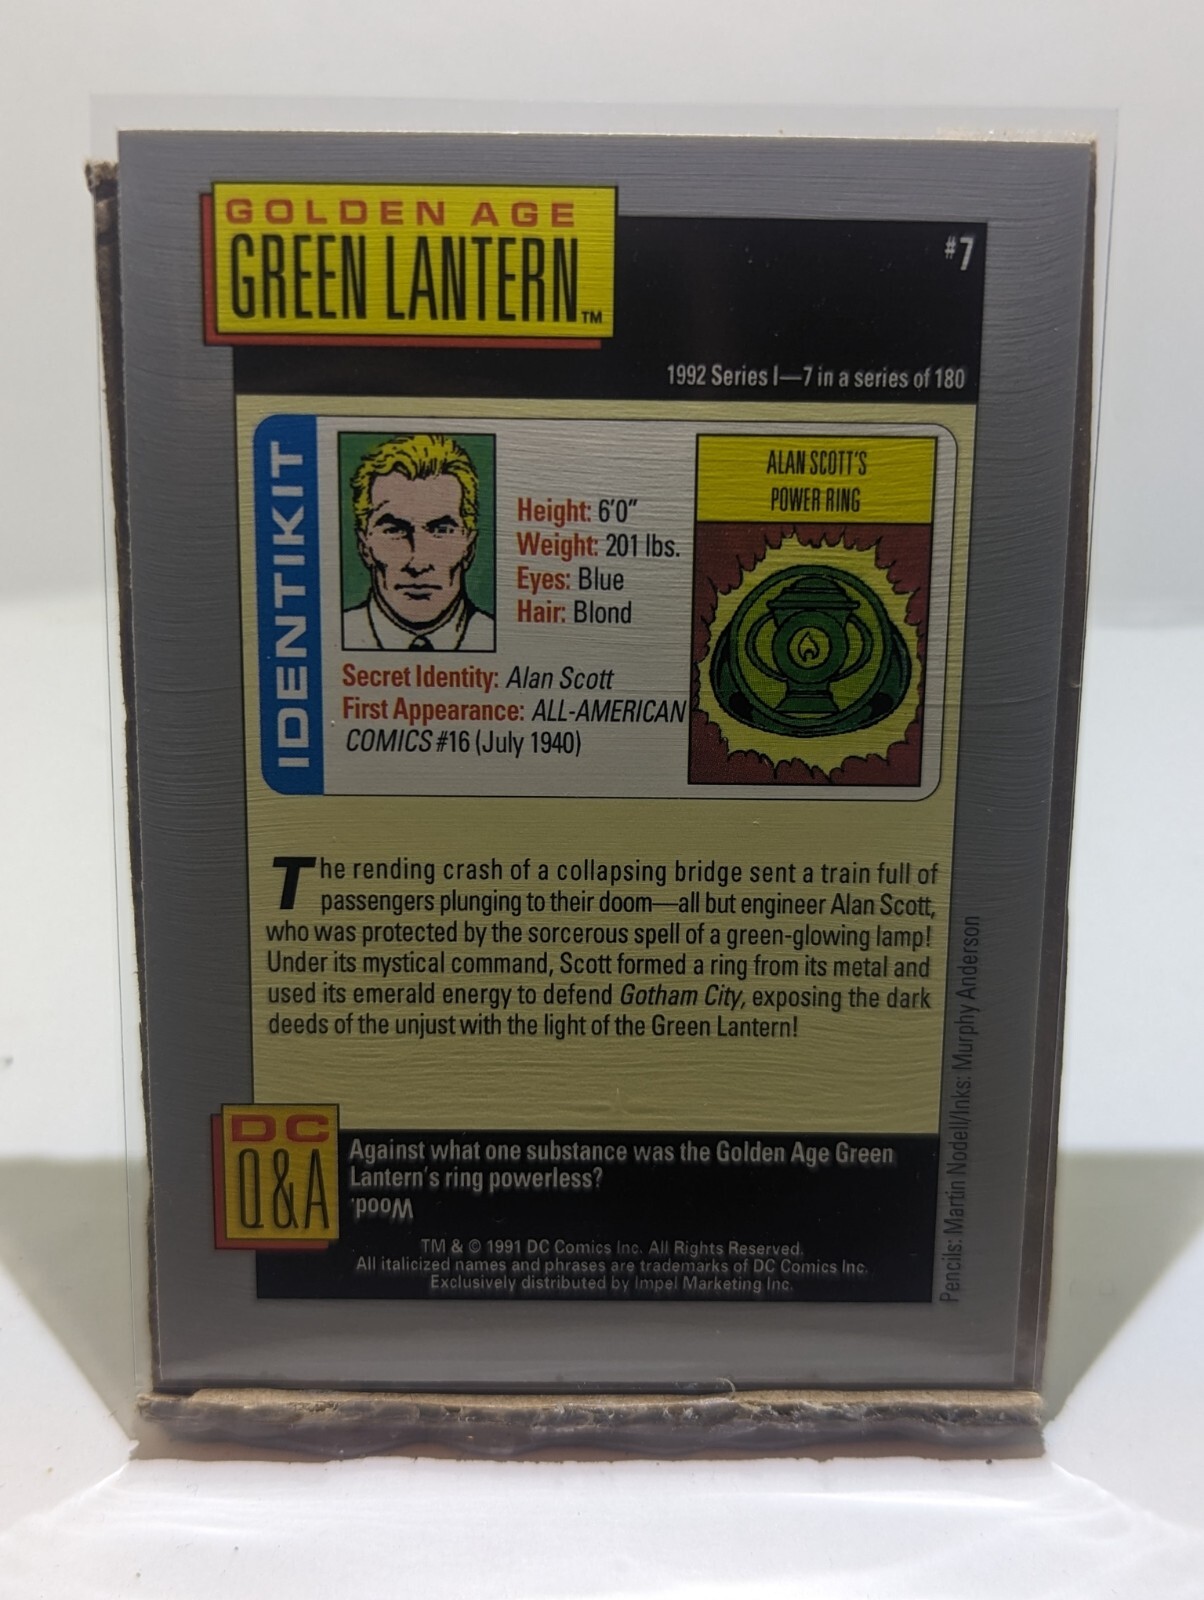 GOLDEN AGE
GREEN LANTERN™
#7
1992 Series I—7 in a series of 180
IDENTIKIT
Height: 6'0"
Weight: 201 lbs.
Eyes: Blue
Hair: Blond
Secret Identity: Alan Scott
First Appearance: ALL-AMERICAN
COMICS #16 (July 1940)
ALAN SCOTT'S
POWER RING
The rending crash of a collapsing bridge sent a train full of
passengers plunging to their doom—all but engineer Alan Scott,
who was protected by the sorcerous spell of a green-glowing lamp!
Under its mystical command, Scott formed a ring from its metal and
used its emerald energy to defend Gotham City, exposing the dark
deeds of the unjust with the light of the Green Lantern!
Pencils: Martin Nodell/Inks: Murphy Anderson
DC
Q&A
Against what one substance was the Golden Age Green
Lantern's ring powerless?
Wood.
TM & © 1991 DC Comics Inc. All Rights Reserved.
All italicized names and phrases are trademarks of DC Comics Inc.
Exclusively distributed by Impel Marketing Inc.